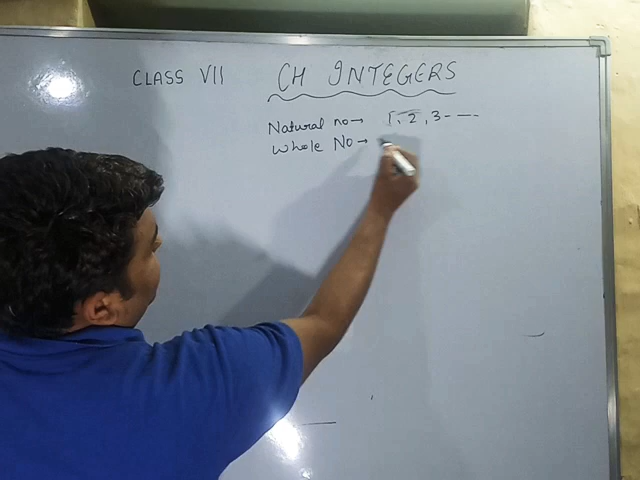 CLASS VII CH INTEGERS
Natural no→ 1, 2, 3- --
Whole No→